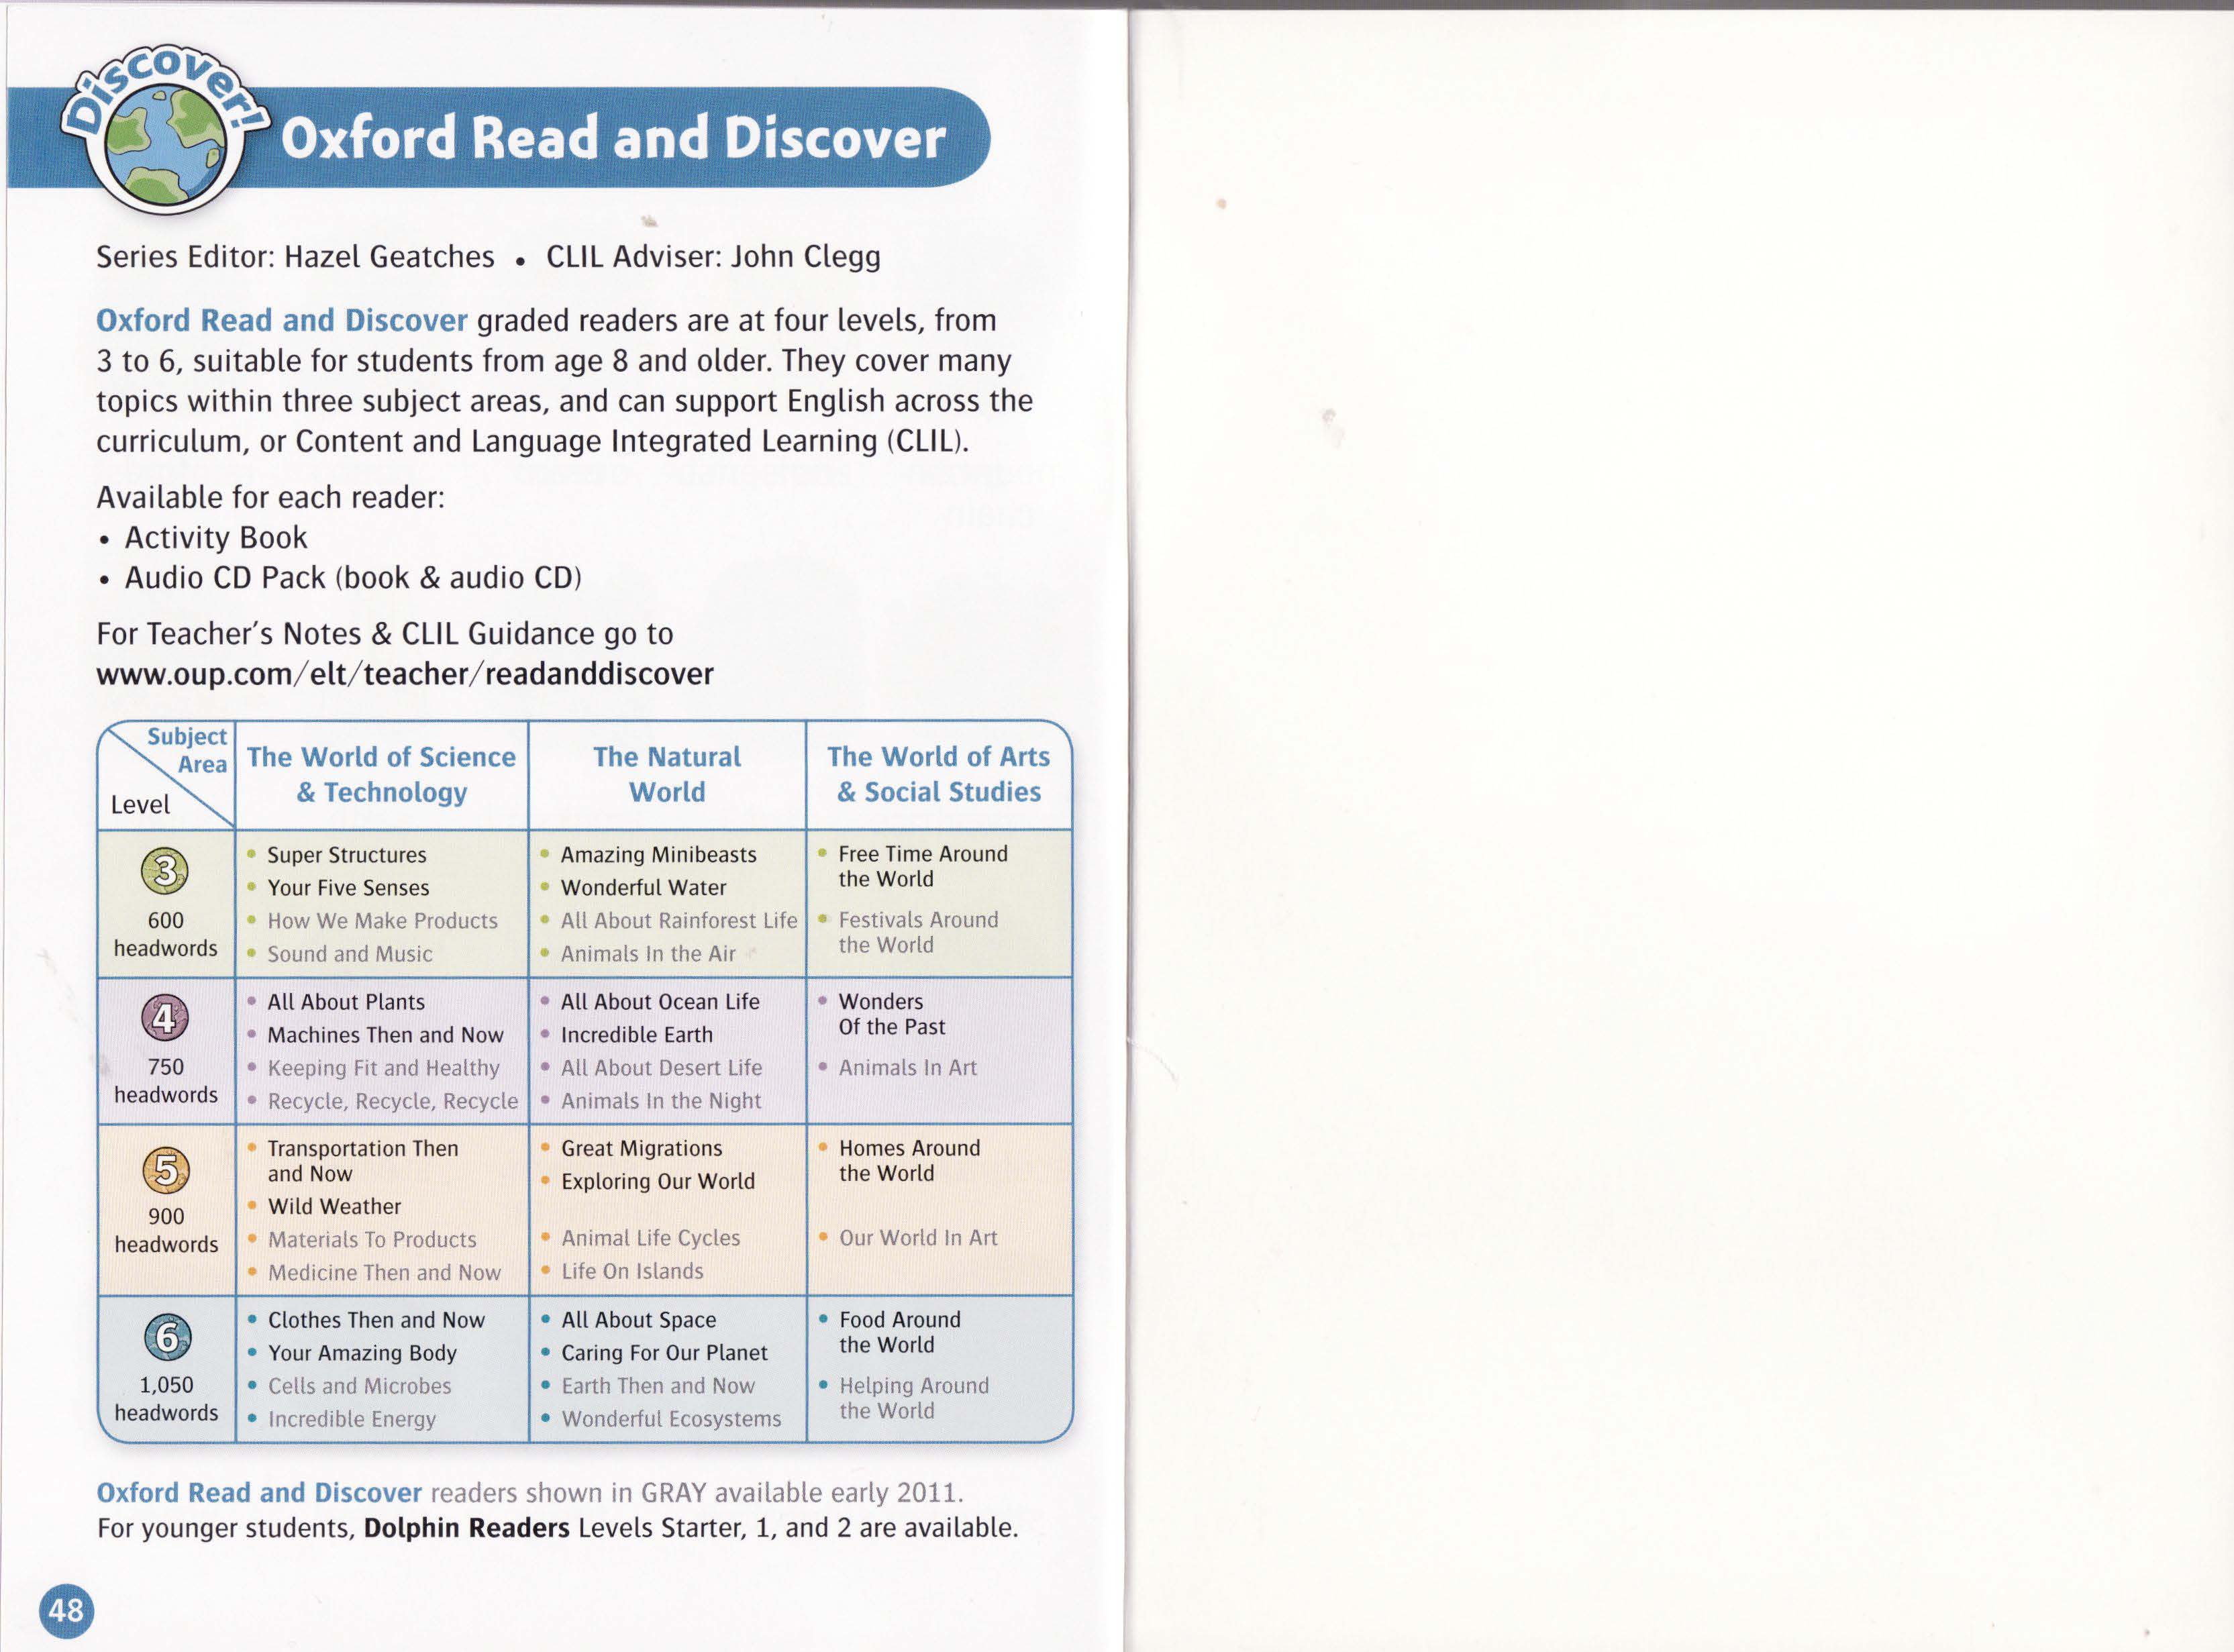 Discover!
Oxford Read and Discover
Series Editor: Hazel Geatches • CLIL Adviser: John Clegg
Oxford Read and Discover graded readers are at four levels, from
3 to 6, suitable for students from age 8 and older. They cover many
topics within three subject areas, and can support English across the
curriculum, or Content and Language Integrated Learning (CLIL).
Available for each reader:
• Activity Book
• Audio CD Pack (book & audio CD)
For Teacher's Notes & CLIL Guidance go to
www.oup.com/elt/teacher/readanddiscover
Subject
Area
Level
The World of Science
& Technology
The Natural
World
The World of Arts
& Social Studies
3
600
headwords
• Super Structures
• Your Five Senses
• How We Make Products
• Sound and Music
• Amazing Minibeasts
• Wonderful Water
• All About Rainforest Life
• Animals In the Air
• Free Time Around
the World
• Festivals Around
the World
4
750
headwords
• All About Plants
• Machines Then and Now
• Keeping Fit and Healthy
• Recycle, Recycle, Recycle
• All About Ocean Life
• Incredible Earth
• All About Desert Life
• Animals In the Night
• Wonders
Of the Past
• Animals In Art
5
900
headwords
• Transportation Then
and Now
• Wild Weather
• Materials To Products
• Medicine Then and Now
• Great Migrations
• Exploring Our World
• Animal Life Cycles
• Life On Islands
• Homes Around
the World
• Our World In Art
6
1,050
headwords
• Clothes Then and Now
• Your Amazing Body
• Cells and Microbes
• Incredible Energy
• All About Space
• Caring For Our Planet
• Earth Then and Now
• Wonderful Ecosystems
• Food Around
the World
• Helping Around
the World
Oxford Read and Discover readers shown in GRAY available early 2011.
For younger students, Dolphin Readers Levels Starter, 1, and 2 are available.
48